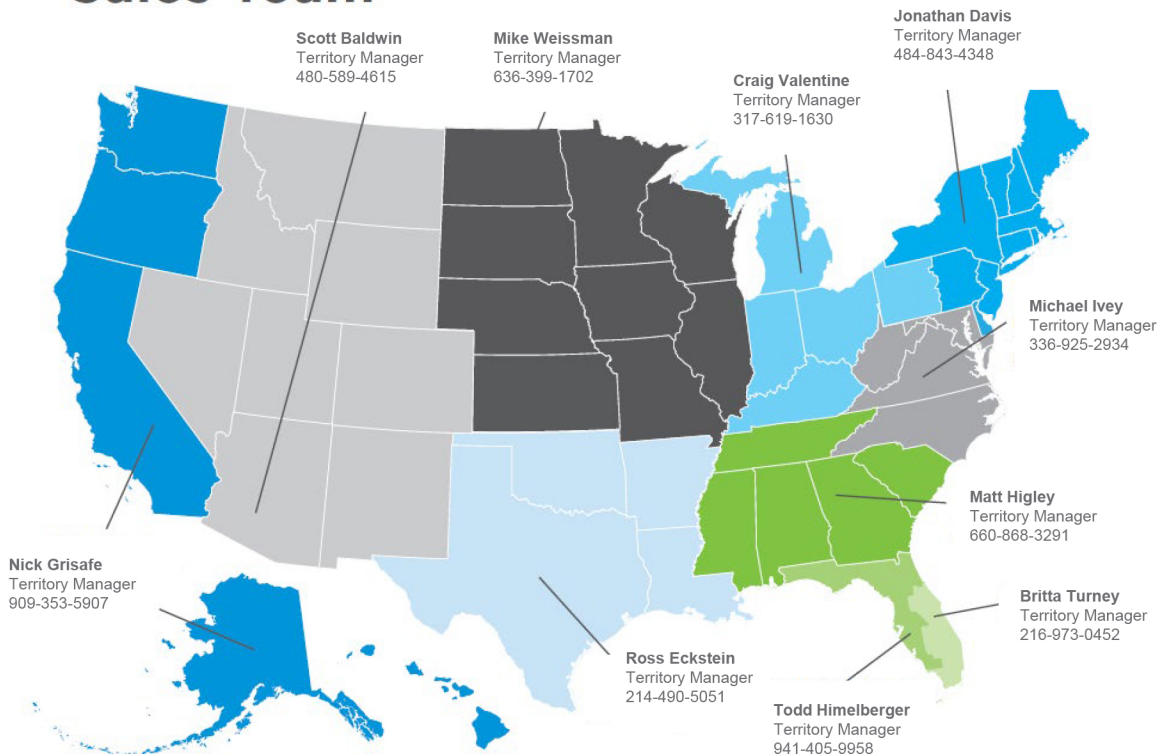 Sales Team
Jonathan Davis
Territory Manager
484-843-4348
Scott Baldwin
Territory Manager
480-589-4615
Mike Weissman
Territory Manager
636-399-1702
Craig Valentine
Territory Manager
317-619-1630
Michael Ivey
Territory Manager
336-925-2934
Matt Higley
Territory Manager
660-868-3291
Nick Grisafe
Territory Manager
909-353-5907
Britta Turney
Territory Manager
216-973-0452
Ross Eckstein
Territory Manager
214-490-5051
Todd Himelberger
Territory Manager
941-405-9958